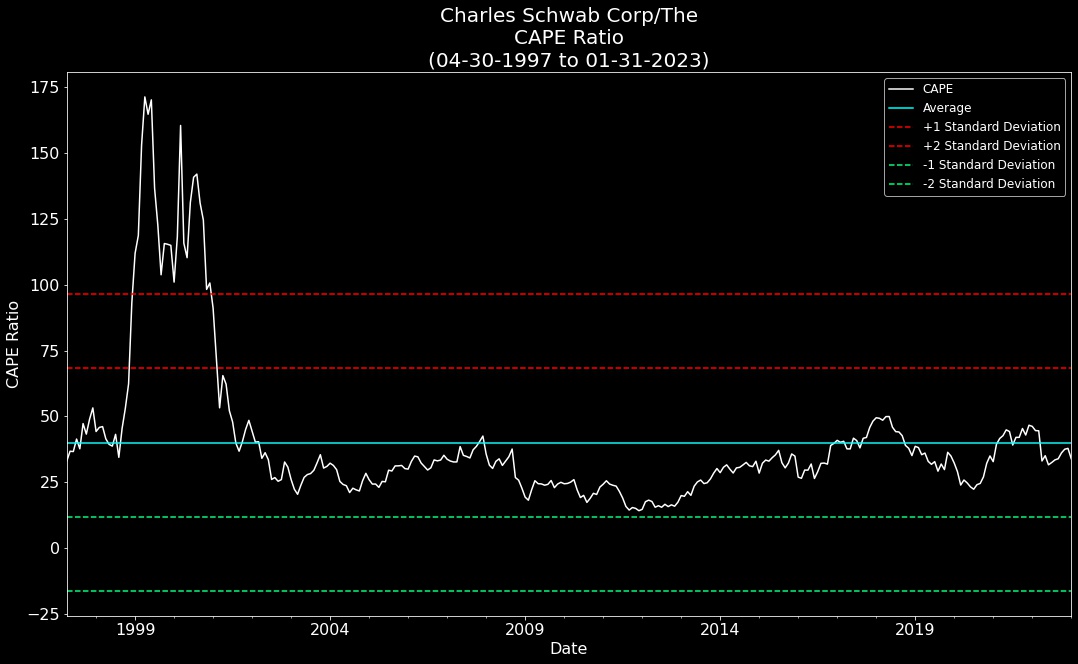 Charles Schwab Corp/The
CAPE Ratio
(04-30-1997 to 01-31-2023)
CAPE
Average
+1 Standard Deviation
+2 Standard Deviation
-1 Standard Deviation
-2 Standard Deviation
CAPE Ratio
175
150
125
100
75
50
25
0
−25
1999 2004 2009 2014 2019
Date